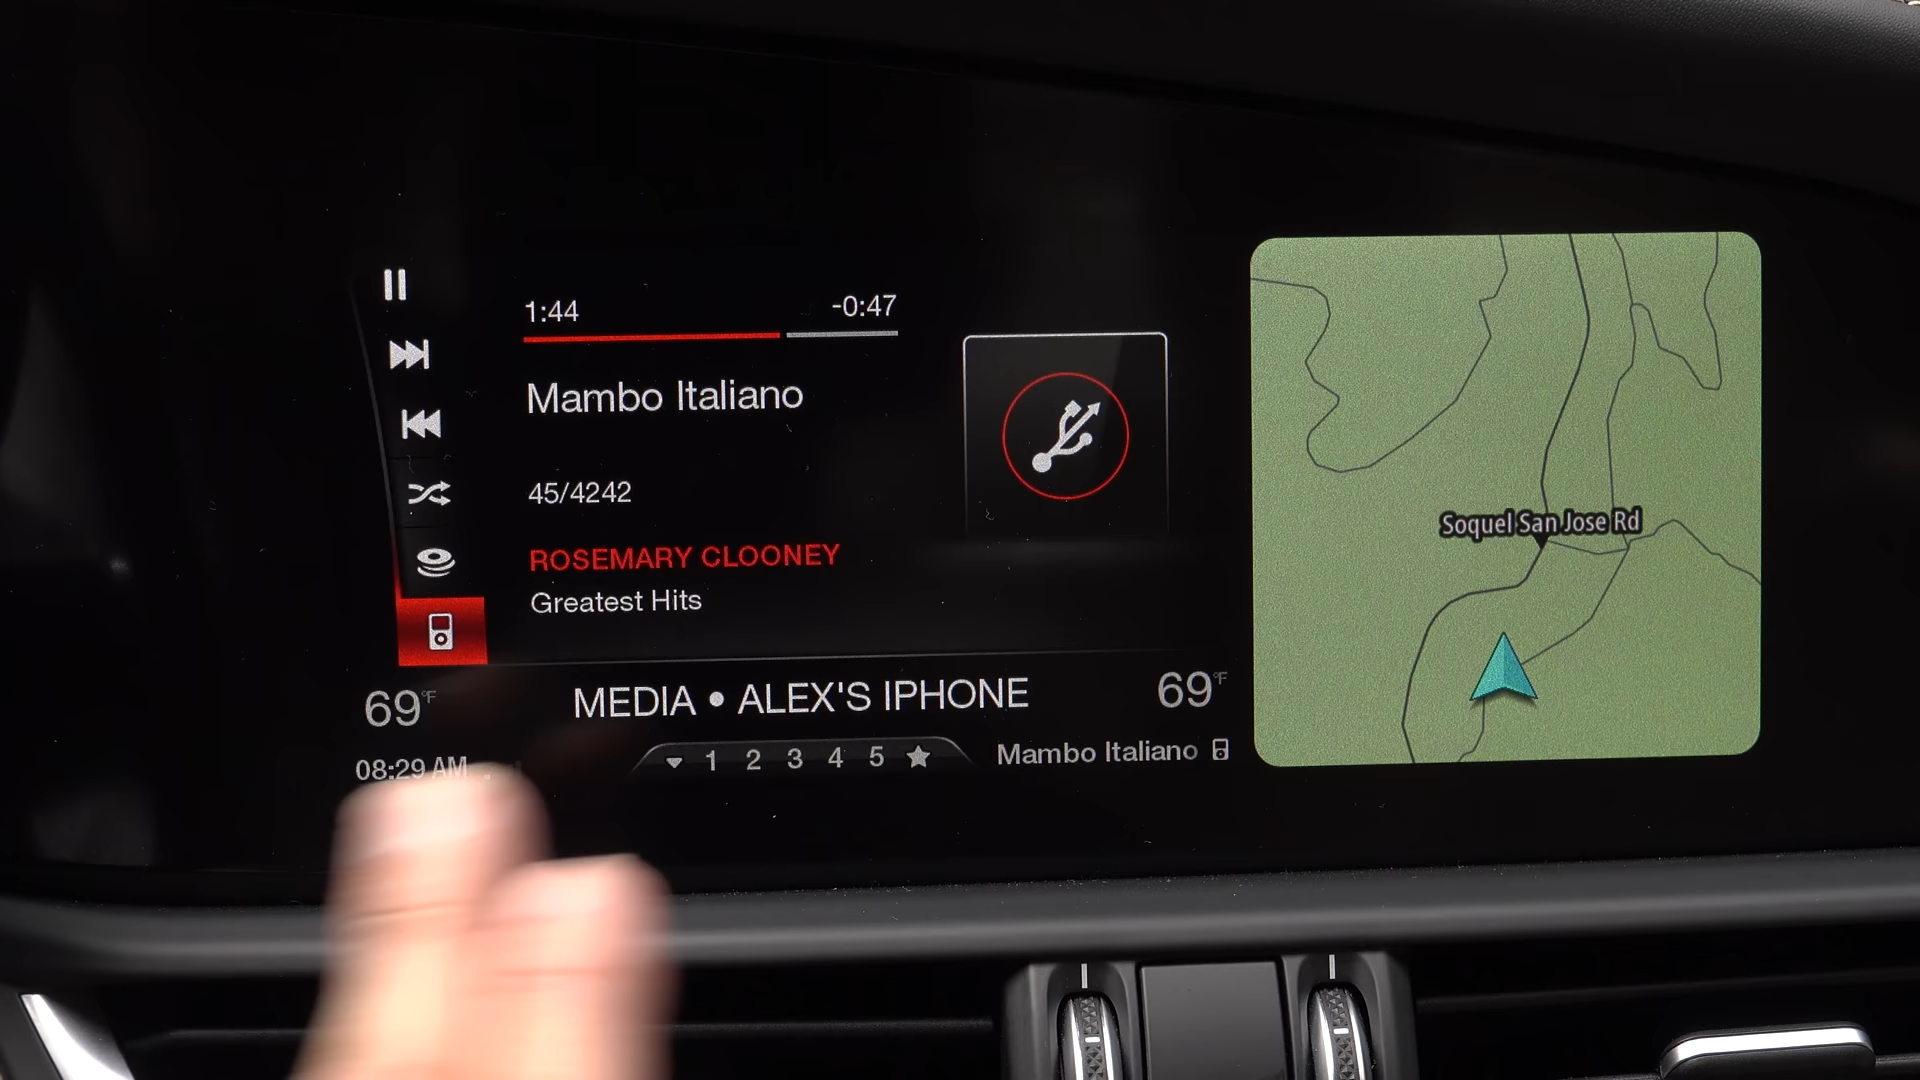 1:44
-0:47
Mambo Italiano
45/4242
ROSEMARY CLOONEY
Greatest Hits
69°F
MEDIA • ALEX'S IPHONE
69°F
08:29 AM
1 2 3 4 5
Mambo Italiano
Soquel San Jose Rd